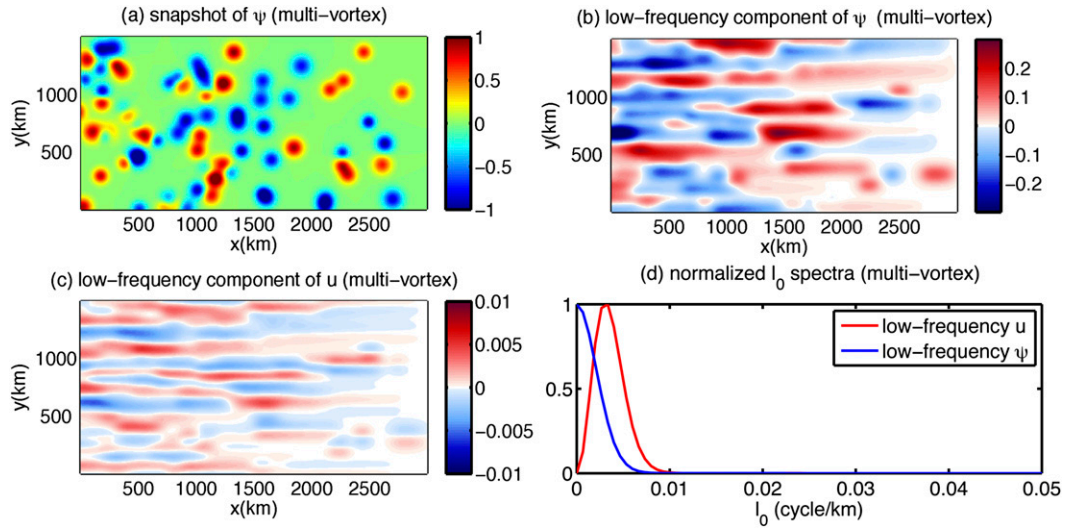 (a) snapshot of ψ (multi−vortex)
y(km)
1000
500
500 1000 1500 2000 2500
x(km)
1
0.5
0
−0.5
−1
(b) low−frequency component of ψ (multi−vortex)
y(km)
1000
500
500 1000 1500 2000 2500
x(km)
0.2
0.1
0
−0.1
−0.2
(c) low−frequency component of u (multi−vortex)
y(km)
1000
500
500 1000 1500 2000 2500
x(km)
0.01
0.005
0
−0.005
−0.01
(d) normalized l₀ spectra (multi−vortex)
1
0.5
0
0 0.01 0.02 0.03 0.04 0.05
l₀ (cycle/km)
low−frequency u
low−frequency ψ